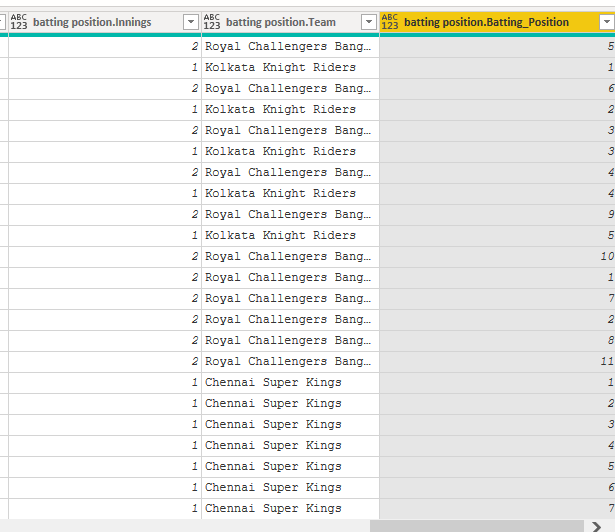 ABC 123 batting position.Innings ABC 123 batting position.Team ABC 123 batting position.Batting_Position
2 Royal Challengers Bang... 5
1 Kolkata Knight Riders 1
2 Royal Challengers Bang... 6
1 Kolkata Knight Riders 2
2 Royal Challengers Bang... 3
1 Kolkata Knight Riders 3
2 Royal Challengers Bang... 4
1 Kolkata Knight Riders 4
2 Royal Challengers Bang... 9
1 Kolkata Knight Riders 5
2 Royal Challengers Bang... 10
2 Royal Challengers Bang... 1
2 Royal Challengers Bang... 7
2 Royal Challengers Bang... 2
2 Royal Challengers Bang... 8
2 Royal Challengers Bang... 11
1 Chennai Super Kings 1
1 Chennai Super Kings 2
1 Chennai Super Kings 3
1 Chennai Super Kings 4
1 Chennai Super Kings 5
1 Chennai Super Kings 6
1 Chennai Super Kings 7